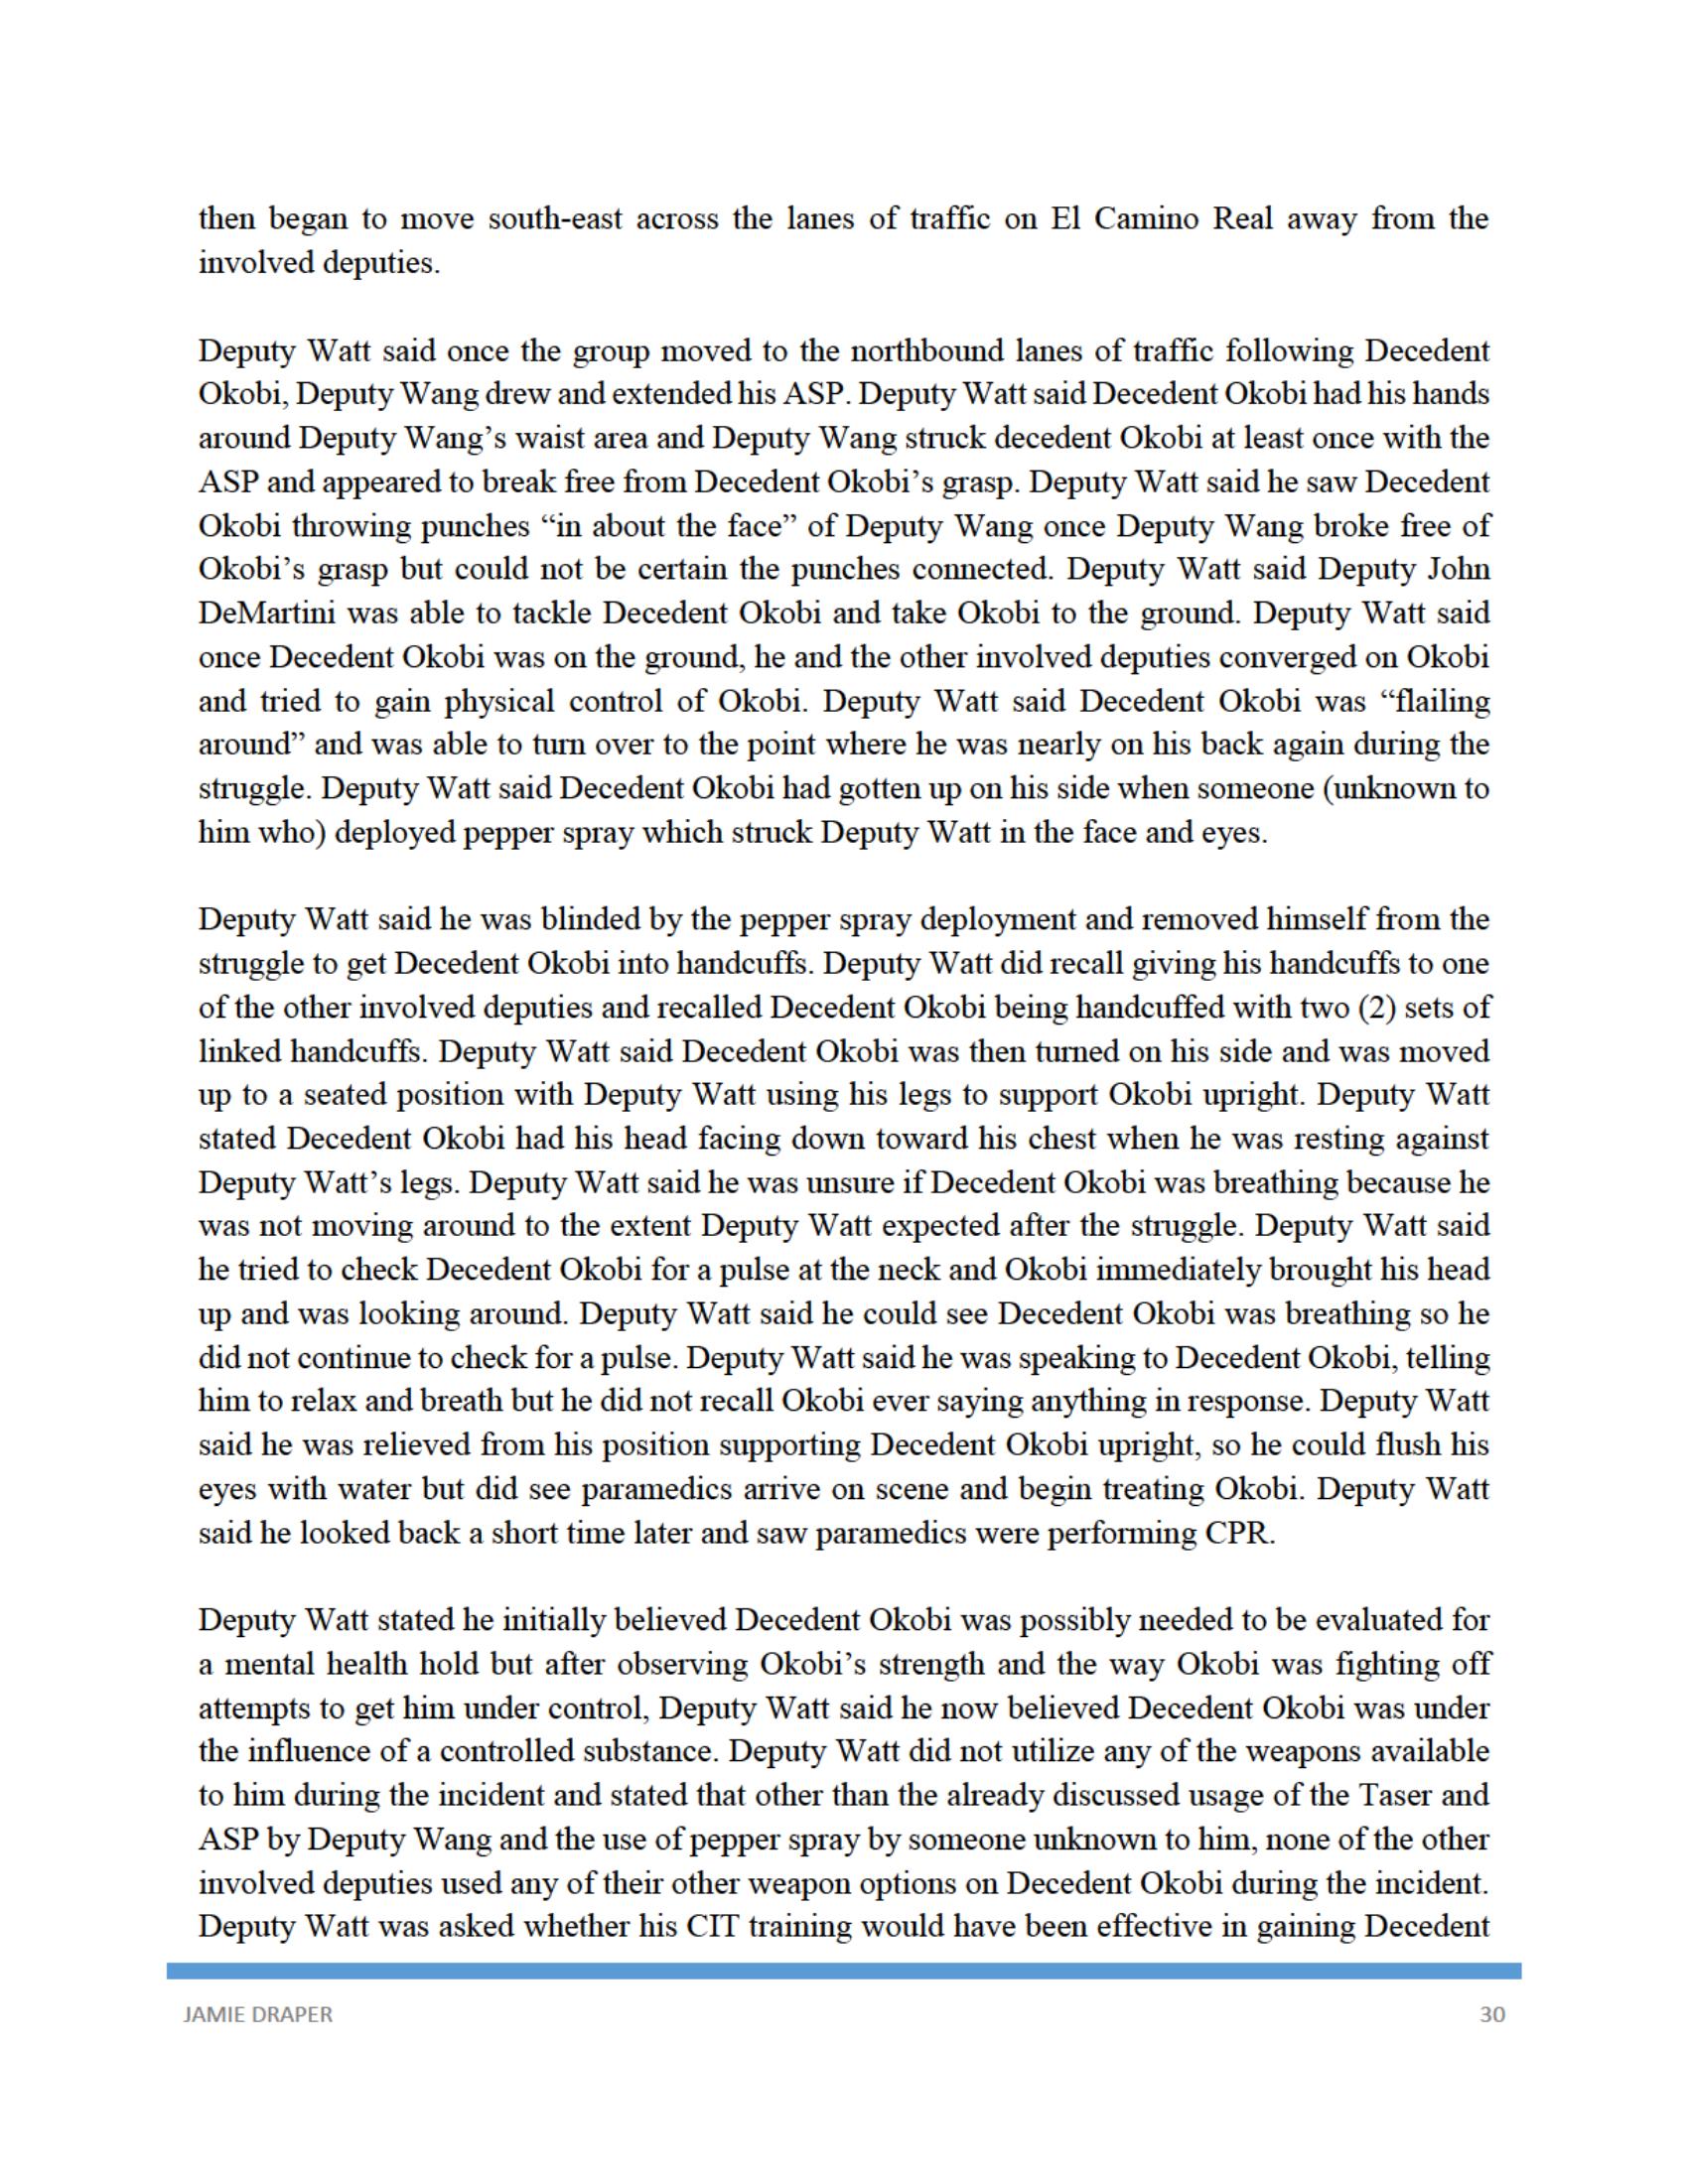 then began to move south-east across the lanes of traffic on El Camino Real away from the
involved deputies.
Deputy Watt said once the group moved to the northbound lanes of traffic following Decedent
Okobi, Deputy Wang drew and extended his ASP. Deputy Watt said Decedent Okobi had his hands
around Deputy Wang’s waist area and Deputy Wang struck decedent Okobi at least once with the
ASP and appeared to break free from Decedent Okobi’s grasp. Deputy Watt said he saw Decedent
Okobi throwing punches “in about the face” of Deputy Wang once Deputy Wang broke free of
Okobi’s grasp but could not be certain the punches connected. Deputy Watt said Deputy John
DeMartini was able to tackle Decedent Okobi and take Okobi to the ground. Deputy Watt said
once Decedent Okobi was on the ground, he and the other involved deputies converged on Okobi
and tried to gain physical control of Okobi. Deputy Watt said Decedent Okobi was “flailing
around” and was able to turn over to the point where he was nearly on his back again during the
struggle. Deputy Watt said Decedent Okobi had gotten up on his side when someone (unknown to
him who) deployed pepper spray which struck Deputy Watt in the face and eyes.
Deputy Watt said he was blinded by the pepper spray deployment and removed himself from the
struggle to get Decedent Okobi into handcuffs. Deputy Watt did recall giving his handcuffs to one
of the other involved deputies and recalled Decedent Okobi being handcuffed with two (2) sets of
linked handcuffs. Deputy Watt said Decedent Okobi was then turned on his side and was moved
up to a seated position with Deputy Watt using his legs to support Okobi upright. Deputy Watt
stated Decedent Okobi had his head facing down toward his chest when he was resting against
Deputy Watt’s legs. Deputy Watt said he was unsure if Decedent Okobi was breathing because he
was not moving around to the extent Deputy Watt expected after the struggle. Deputy Watt said
he tried to check Decedent Okobi for a pulse at the neck and Okobi immediately brought his head
up and was looking around. Deputy Watt said he could see Decedent Okobi was breathing so he
did not continue to check for a pulse. Deputy Watt said he was speaking to Decedent Okobi, telling
him to relax and breath but he did not recall Okobi ever saying anything in response. Deputy Watt
said he was relieved from his position supporting Decedent Okobi upright, so he could flush his
eyes with water but did see paramedics arrive on scene and begin treating Okobi. Deputy Watt
said he looked back a short time later and saw paramedics were performing CPR.
Deputy Watt stated he initially believed Decedent Okobi was possibly needed to be evaluated for
a mental health hold but after observing Okobi’s strength and the way Okobi was fighting off
attempts to get him under control, Deputy Watt said he now believed Decedent Okobi was under
the influence of a controlled substance. Deputy Watt did not utilize any of the weapons available
to him during the incident and stated that other than the already discussed usage of the Taser and
ASP by Deputy Wang and the use of pepper spray by someone unknown to him, none of the other
involved deputies used any of their other weapon options on Decedent Okobi during the incident.
Deputy Watt was asked whether his CIT training would have been effective in gaining Decedent
JAMIE DRAPER 30